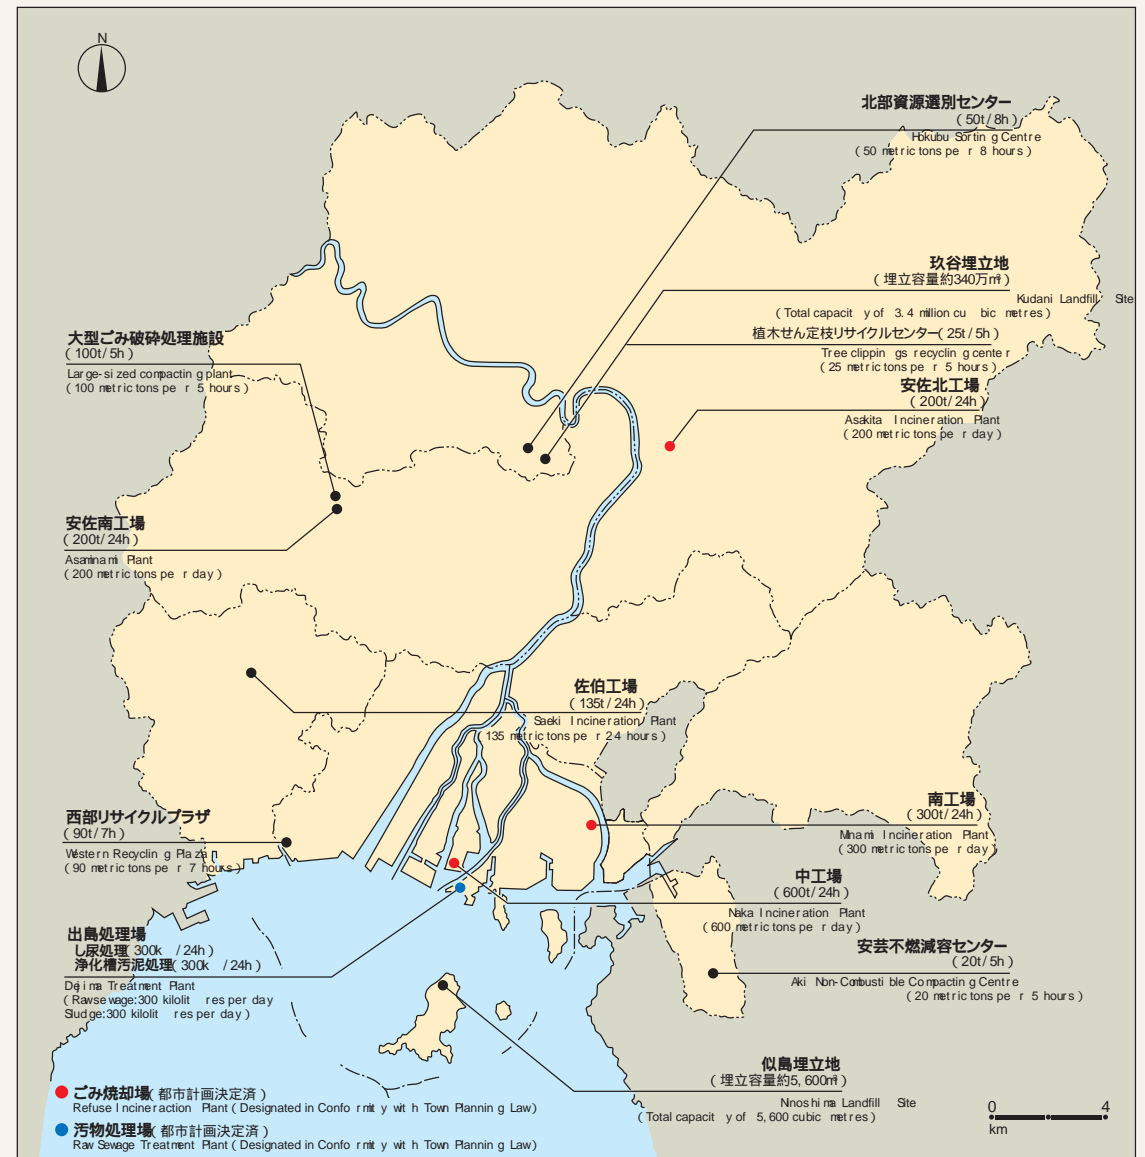 N
北部資源選別センター
(50t/8h)
Hokubu Sorting Centre
(50 metric tons per 8 hours)
玖谷埋立地
(埋立容量約340万㎥)
Kudani Landfill Site
(Total capacity of 3.4 million cubic metres)
植木せん定枝リサイクルセンター(25t/5h)
Tree clippings recycling center
(25 metric tons per 5 hours)
安佐北工場
(200t/24h)
Asakita Incineration Plant
(200 metric tons per day)
大型ごみ破砕処理施設
(100t/5h)
Large-sized compacting plant
(100 metric tons per 5 hours)
安佐南工場
(200t/24h)
Asaminami Plant
(200 metric tons per day)
佐伯工場
(135t/24h)
Saeki Incineration Plant
(135 metric tons per 24 hours)
西部リサイクルプラザ
(90t/7h)
Western Recycling Plaza
(90 metric tons per 7 hours)
南工場
(300t/24h)
Minami Incineration Plant
(300 metric tons per day)
中工場
(600t/24h)
Naka Incineration Plant
(600 metric tons per day)
出島処理場
し尿処理(300k /24h)
浄化槽汚泥処理(300k /24h)
Dejima Treatment Plant
(Raw sewage:300 kilolit res per day
Sludge:300 kilolit res per day)
安芸不燃減容センター
(20t/5h)
Aki Non-Combustible Compacting Centre
(20 metric tons per 5 hours)
似島埋立地
(埋立容量約5,600㎥)
Ninoshima Landfill Site
(Total capacity of 5,600 cubic metres)
ごみ焼却場(都市計画決定済)
Refuse Incineraction Plant (Designated in Conformity with Town Planning Law)
汚物処理場(都市計画決定済)
Raw Sewage Treatment Plant (Designated in Conformity with Town Planning Law)
0 4
km